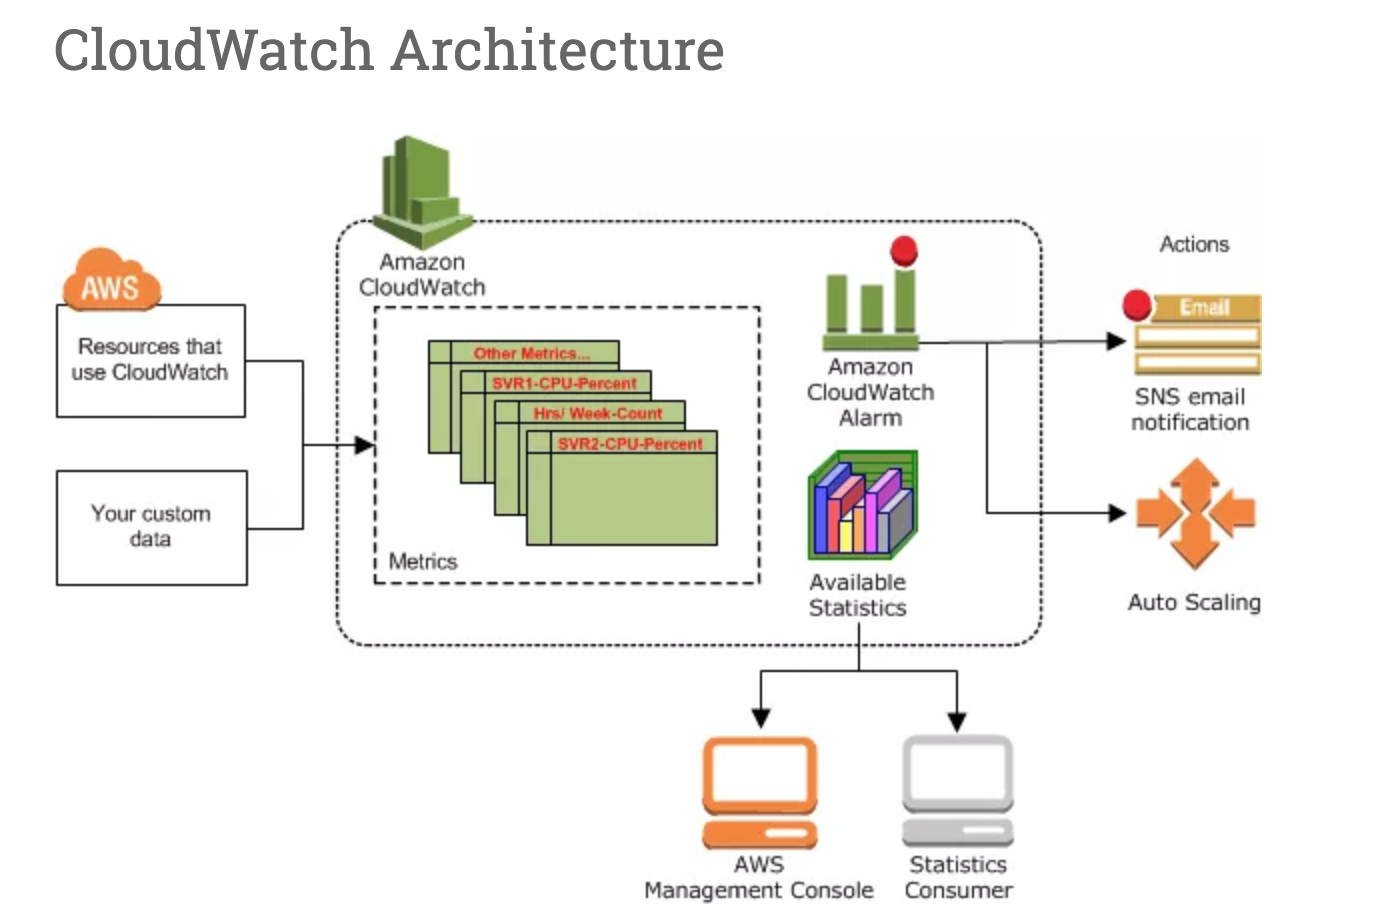 CloudWatch Architecture
Amazon
CloudWatch
AWS
Resources that
use CloudWatch
Your custom
data
Other Metrics...
SVR1-CPU-Percent
Hrs/ Week-Count
SVR2-CPU-Percent
Metrics
Amazon
CloudWatch
Alarm
Available
Statistics
Actions
Email
SNS email
notification
Auto Scaling
AWS
Management Console
Statistics
Consumer